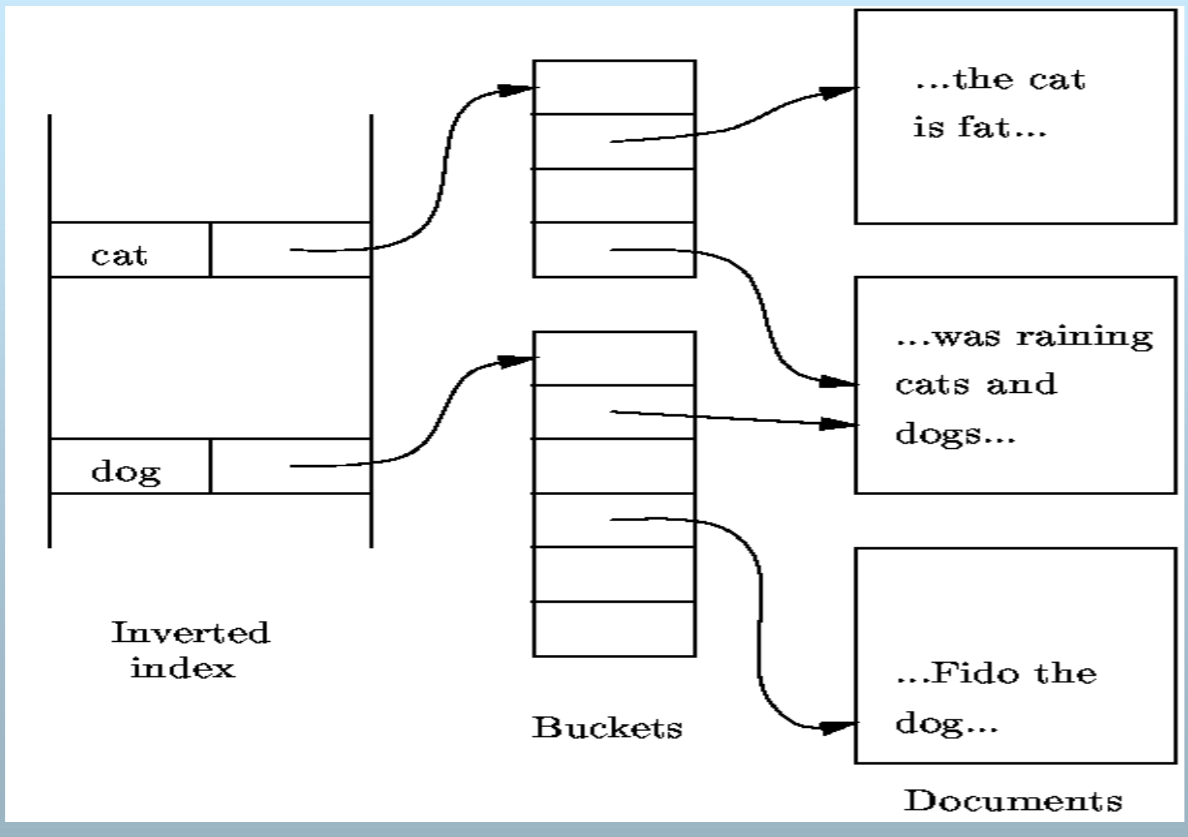 cat
dog
Inverted
index
Buckets
...the cat
is fat...
...was raining
cats and
dogs...
...Fido the
dog...
Documents